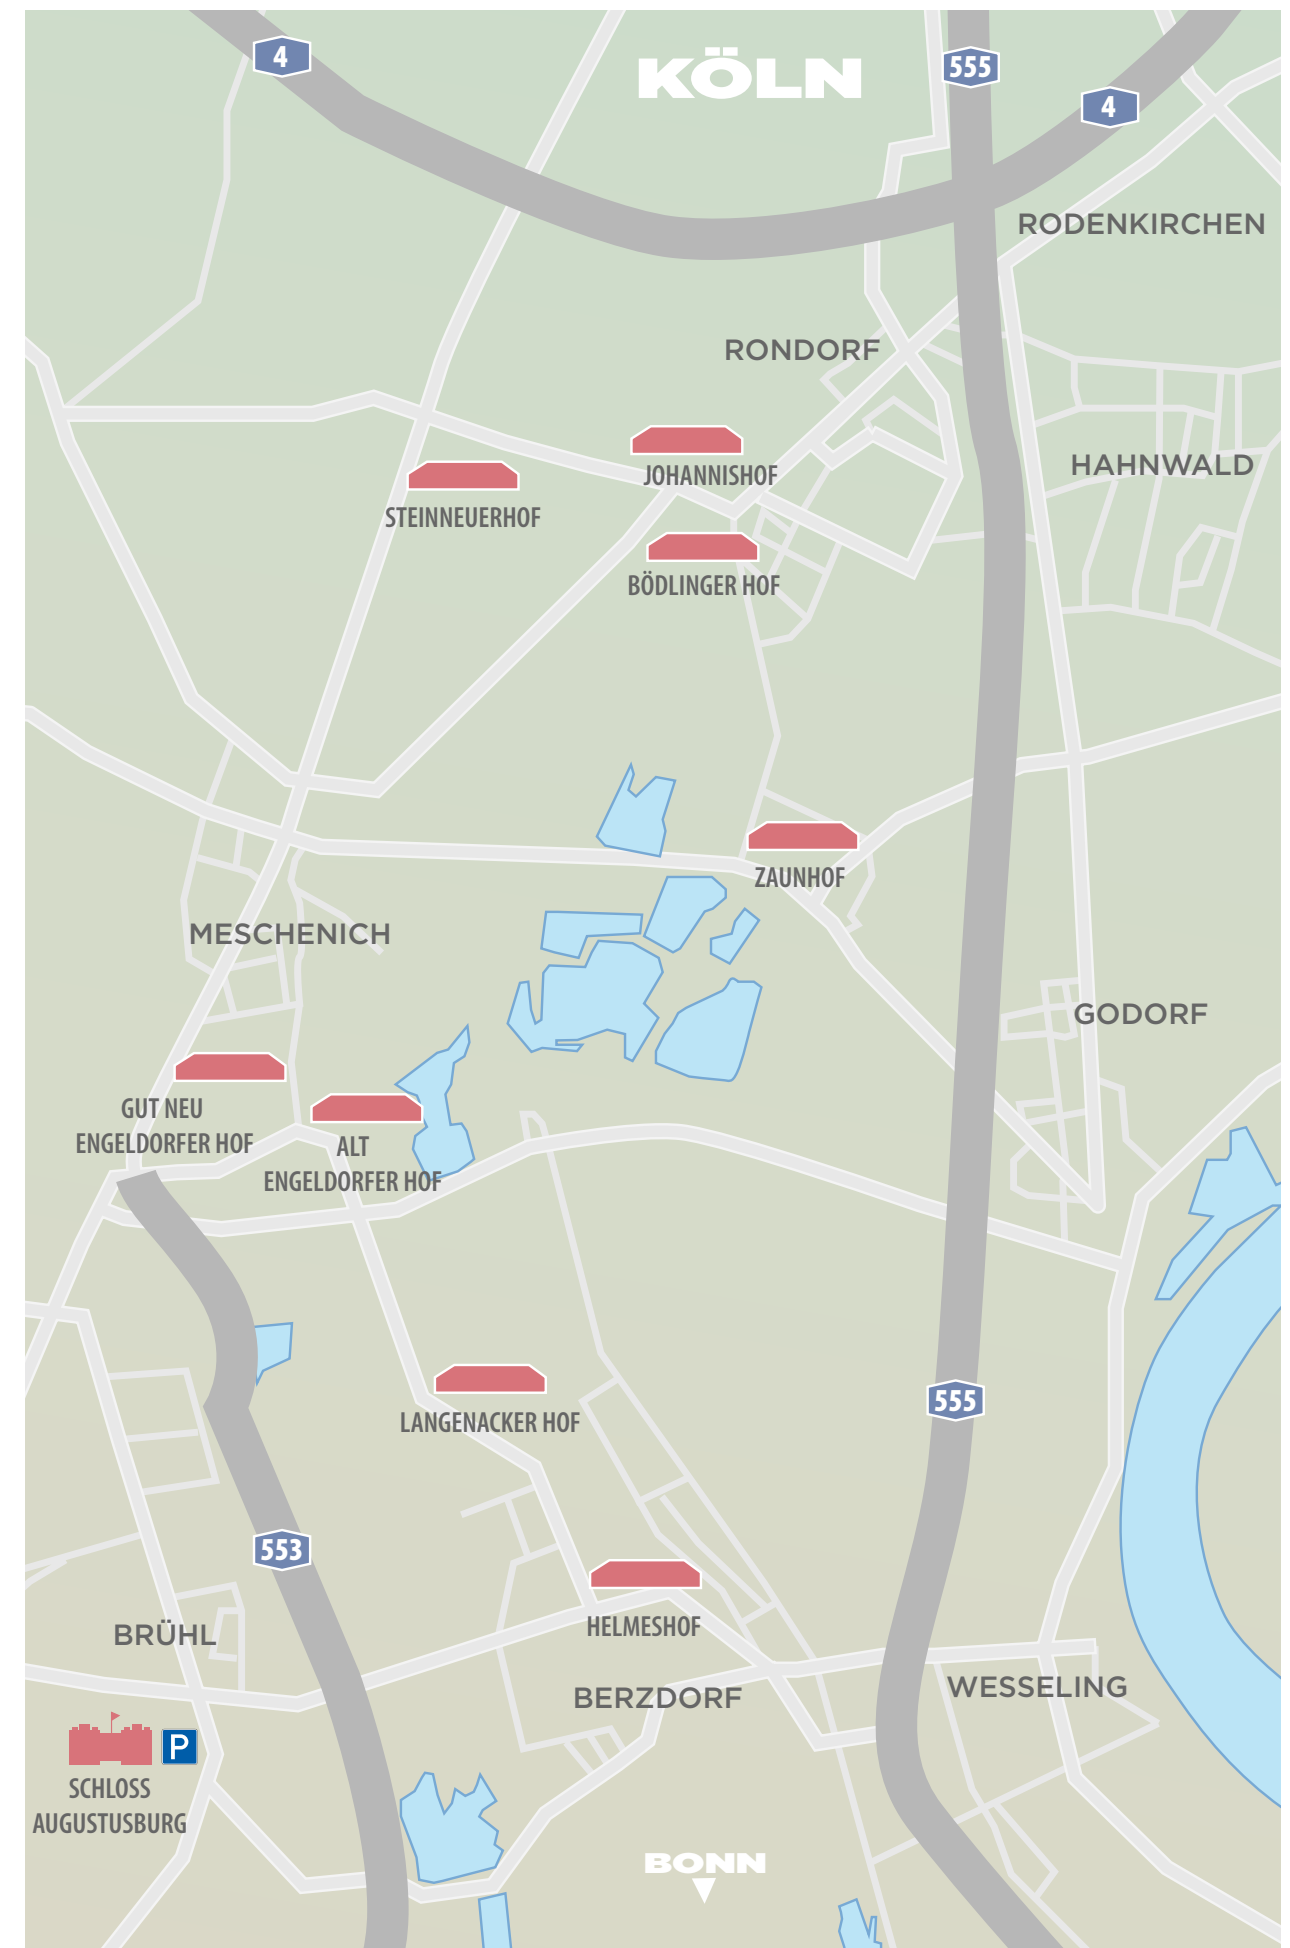 4
KÖLN
555
4
RODENKIRCHEN
RONDORF
HAHNWALD
JOHANNISHOF
STEINNEUERHOF
BÖDLINGER HOF
ZAUNHOF
MESCHENICH
GODORF
GUT NEU
ENGELDORFER HOF
ALT
ENGELDORFER HOF
LANGENACKER HOF
555
553
HELMESHOF
BRÜHL
BERZDORF
WESSELING
P
SCHLOSS
AUGUSTUSBURG
BONN